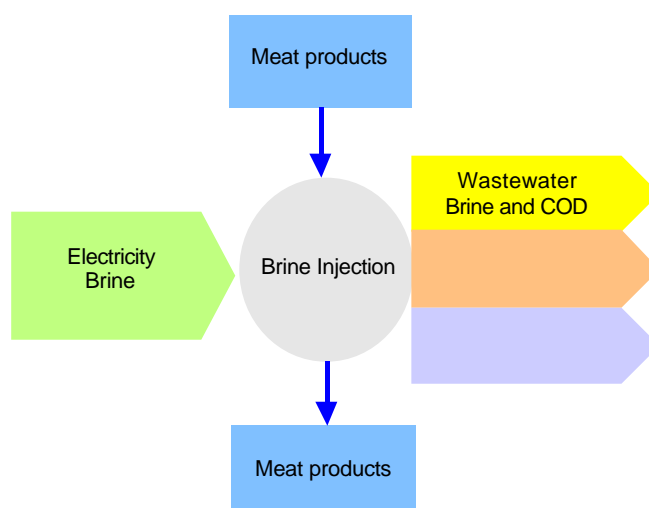 Meat products
Wastewater
Brine and COD
Electricity
Brine
Brine Injection
Meat products